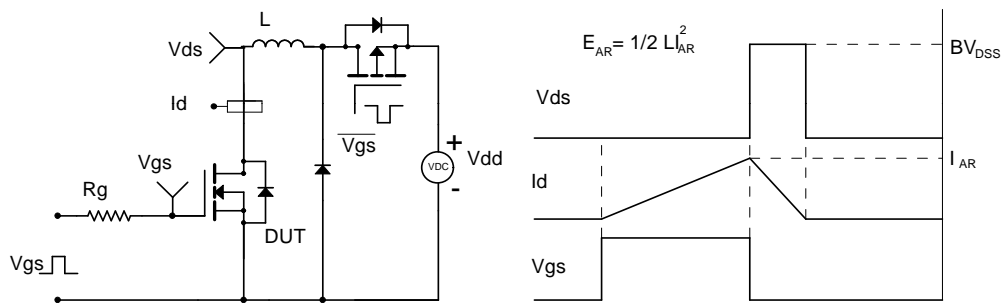 L
Vds
Id
Vgs
Rg
DUT
Vgs
Vgs
+
VDC
Vdd
-
E_AR = 1/2 LI_AR^2
BV_DSS
Vds
I_AR
Id
Vgs